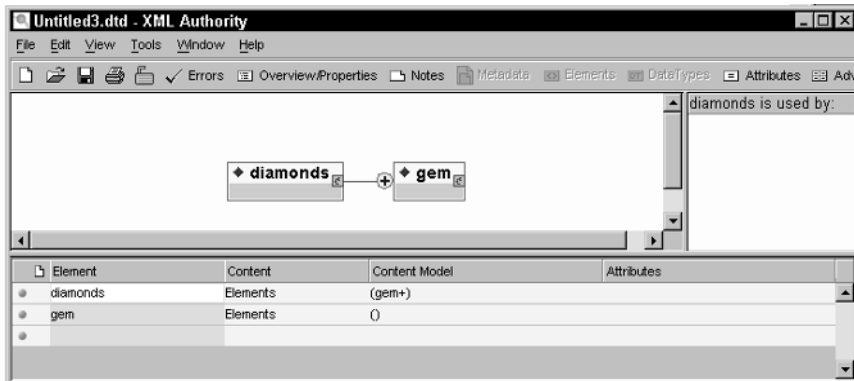 Untitled3.dtd - XML Authority
File Edit View Tools Window Help
Errors Overview/Properties Notes Metadata Elements DataTypes Attributes Adv
diamonds is used by:
diamonds gem
Element Content Content Model Attributes
diamonds Elements (gem+)
gem Elements ()